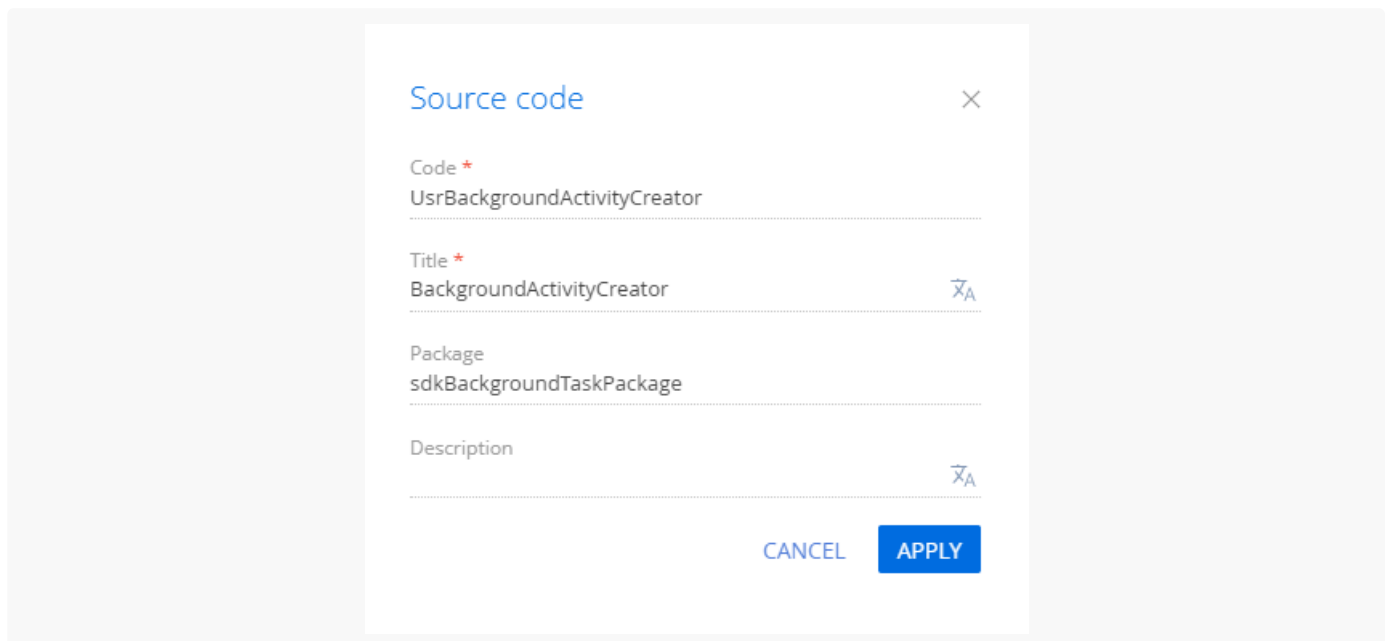 Source code
Code *
UsrBackgroundActivityCreator
Title *
BackgroundActivityCreator
Package
sdkBackgroundTaskPackage
Description
CANCEL APPLY